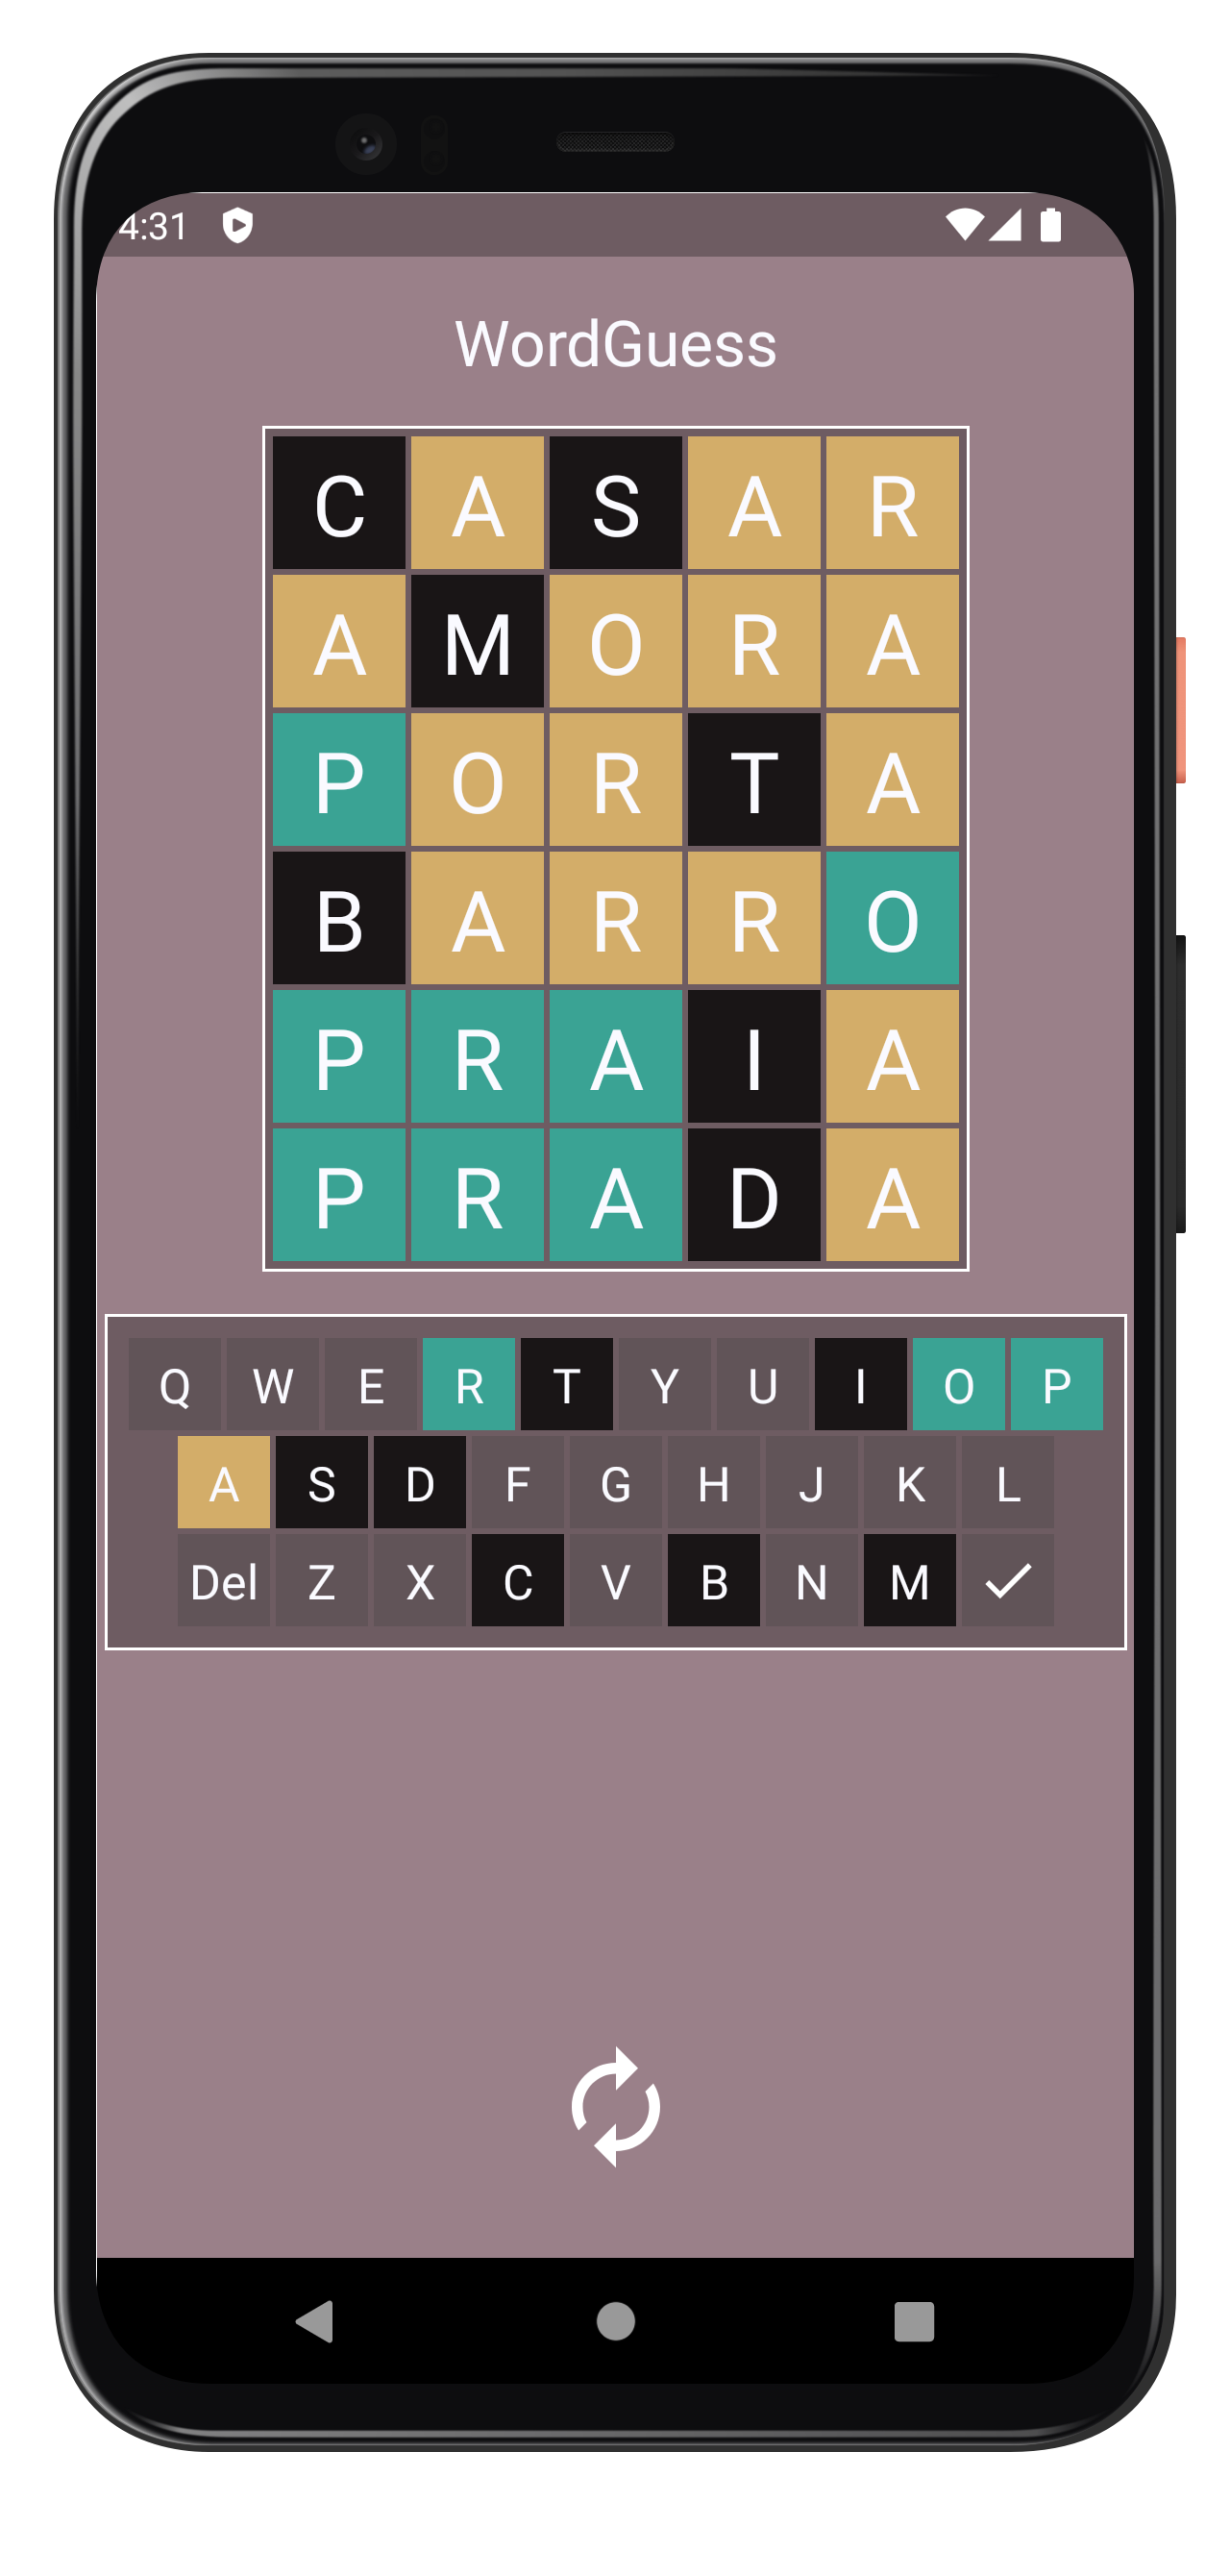 4:31
WordGuess
C A S A R
A M O R A
P O R T A
B A R R O
P R A I A
P R A D A
Q W E R T Y U I O P
A S D F G H J K L
Del Z X C V B N M